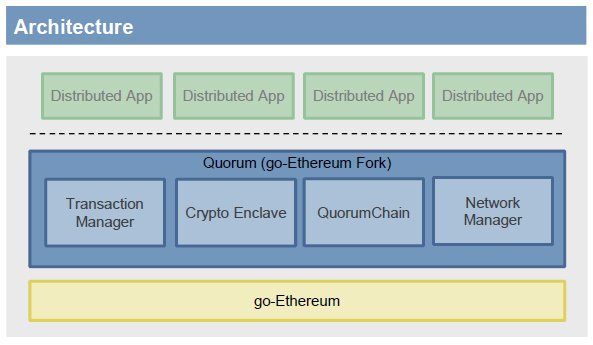 Architecture
Distributed App
Distributed App
Distributed App
Distributed App
Quorum (go-Ethereum Fork)
Transaction
Manager
Crypto Enclave
QuorumChain
Network
Manager
go-Ethereum